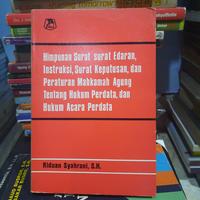 Himpunan Surat-surat Edaran,
Instruksi, Surat Keputusan, dan
Peraturan Mahkamah Agung
Tentang Hukum Perdata, dan
Hukum Acara Perdata
Riduan Syahrani, S.H.